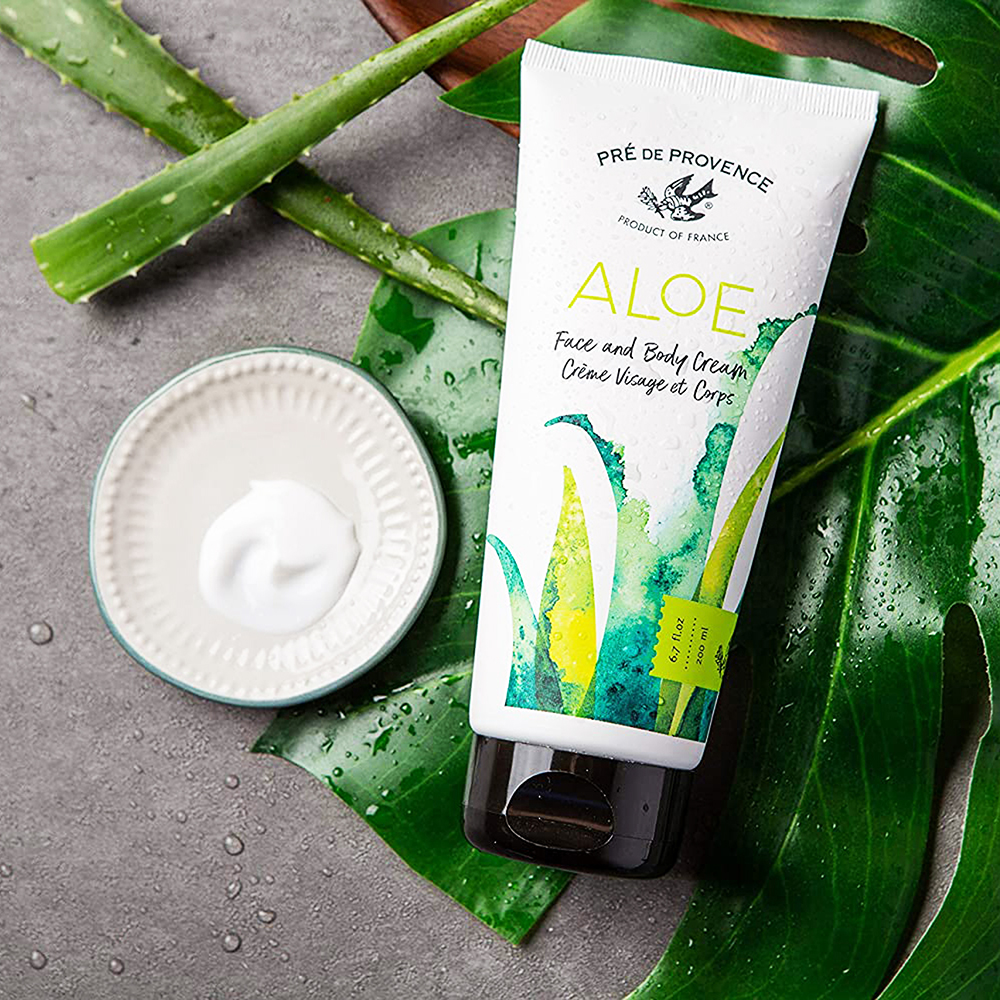 PRÉ DE PROVENCE
®
PRODUCT OF FRANCE
ALOE
Face and Body Cream
Crème Visage et Corps
6.7 fl.oz
200 ml